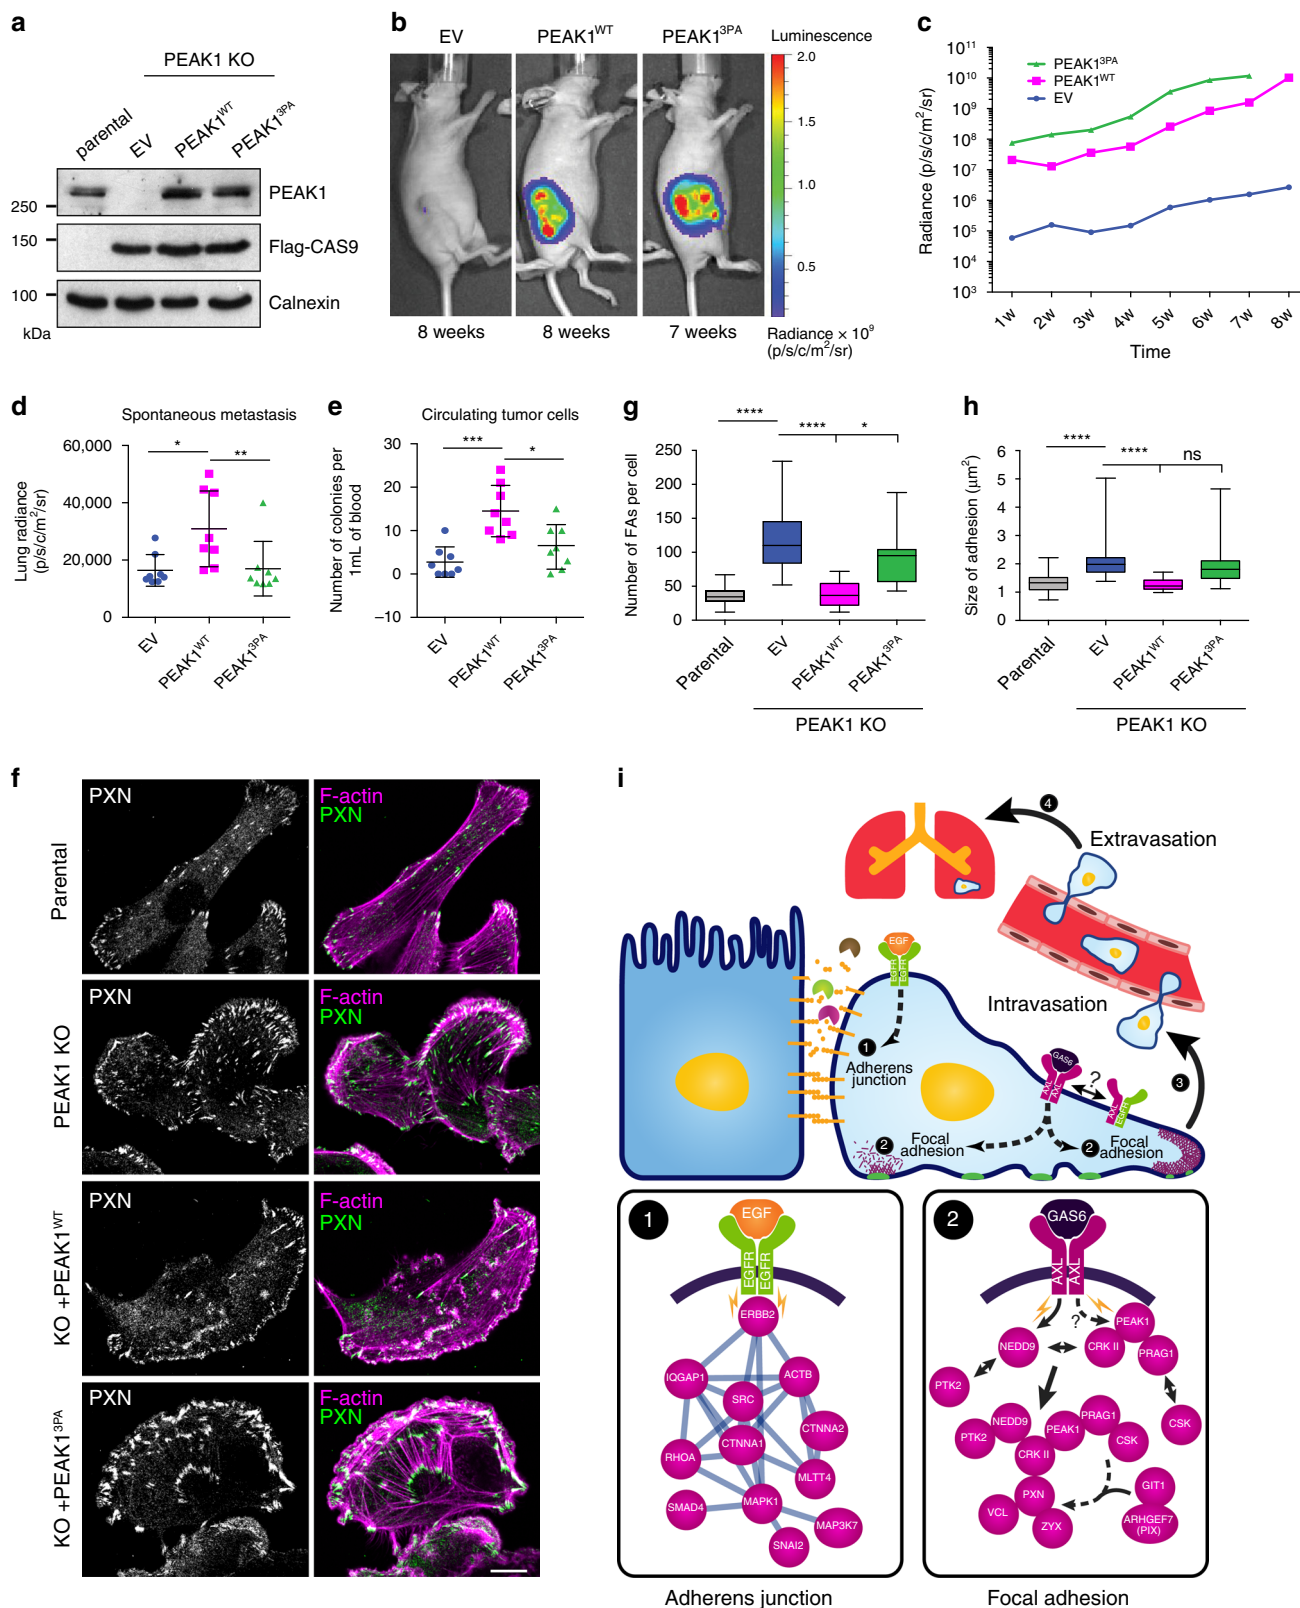 a
PEAK1 KO
parental
EV
PEAK1WT
PEAK13PA
250
PEAK1
150
Flag-CAS9
100
Calnexin
kDa
b
EV
PEAK1WT
PEAK13PA
Luminescence
2.0
1.5
1.0
0.5
8 weeks
8 weeks
7 weeks
Radiance × 10⁹
(p/s/c/m²/sr)
c
Radiance (p/s/c/m²/sr)
10¹¹
10¹⁰
10⁹
10⁸
10⁷
10⁶
10⁵
10⁴
10³
PEAK13PA
PEAK1WT
EV
1w
2w
3w
4w
5w
6w
7w
8w
Time
d
Spontaneous metastasis
Lung radiance
(p/s/c/m²/sr)
60,000
40,000
20,000
0
*
**
EV
PEAK1WT
PEAK13PA
e
Circulating tumor cells
Number of colonies per
1mL of blood
30
20
10
0
−10
***
*
EV
PEAK1WT
PEAK13PA
g
Number of FAs per cell
250
200
150
100
50
0
****
****
*
Parental
EV
PEAK1WT
PEAK13PA
PEAK1 KO
h
Size of adhesion (μm²)
6
5
4
3
2
1
0
****
****
ns
Parental
EV
PEAK1WT
PEAK13PA
PEAK1 KO
f
Parental
PXN
F-actin
PXN
PEAK1 KO
PXN
F-actin
PXN
KO +PEAK1WT
PXN
F-actin
PXN
KO +PEAK13PA
PXN
F-actin
PXN
i
4
Extravasation
Intravasation
3
EGF
EGFR
EGFR
1
Adherens
junction
GAS6
AXL
AXL
?
AXL
EGFR
2
Focal
adhesion
2
Focal
adhesion
1
EGF
EGFR
EGFR
ERBB2
IQGAP1
ACTB
SRC
CTNNA2
CTNNA1
RHOA
MLTT4
SMAD4
MAPK1
MAP3K7
SNAI2
Adherens junction
2
GAS6
AXL
AXL
?
PEAK1
NEDD9
CRK II
PRAG1
PTK2
CSK
PRAG1
NEDD9
PEAK1
PTK2
CSK
CRK II
GIT1
PXN
VCL
ZYX
ARHGEF7
(PIX)
Focal adhesion